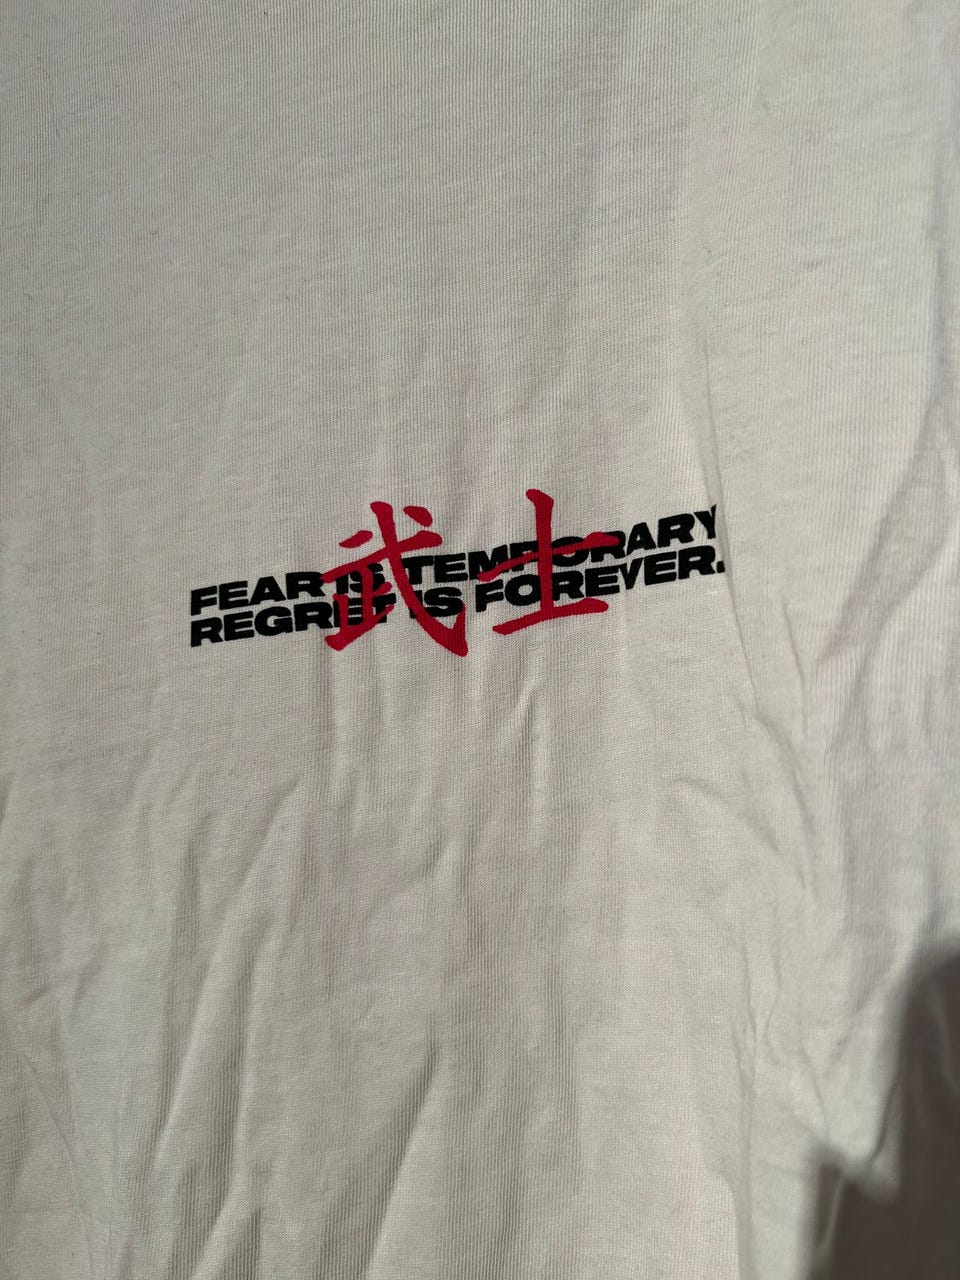 武士
FEAR IS TEMPORARY
REGRET IS FOREVER.